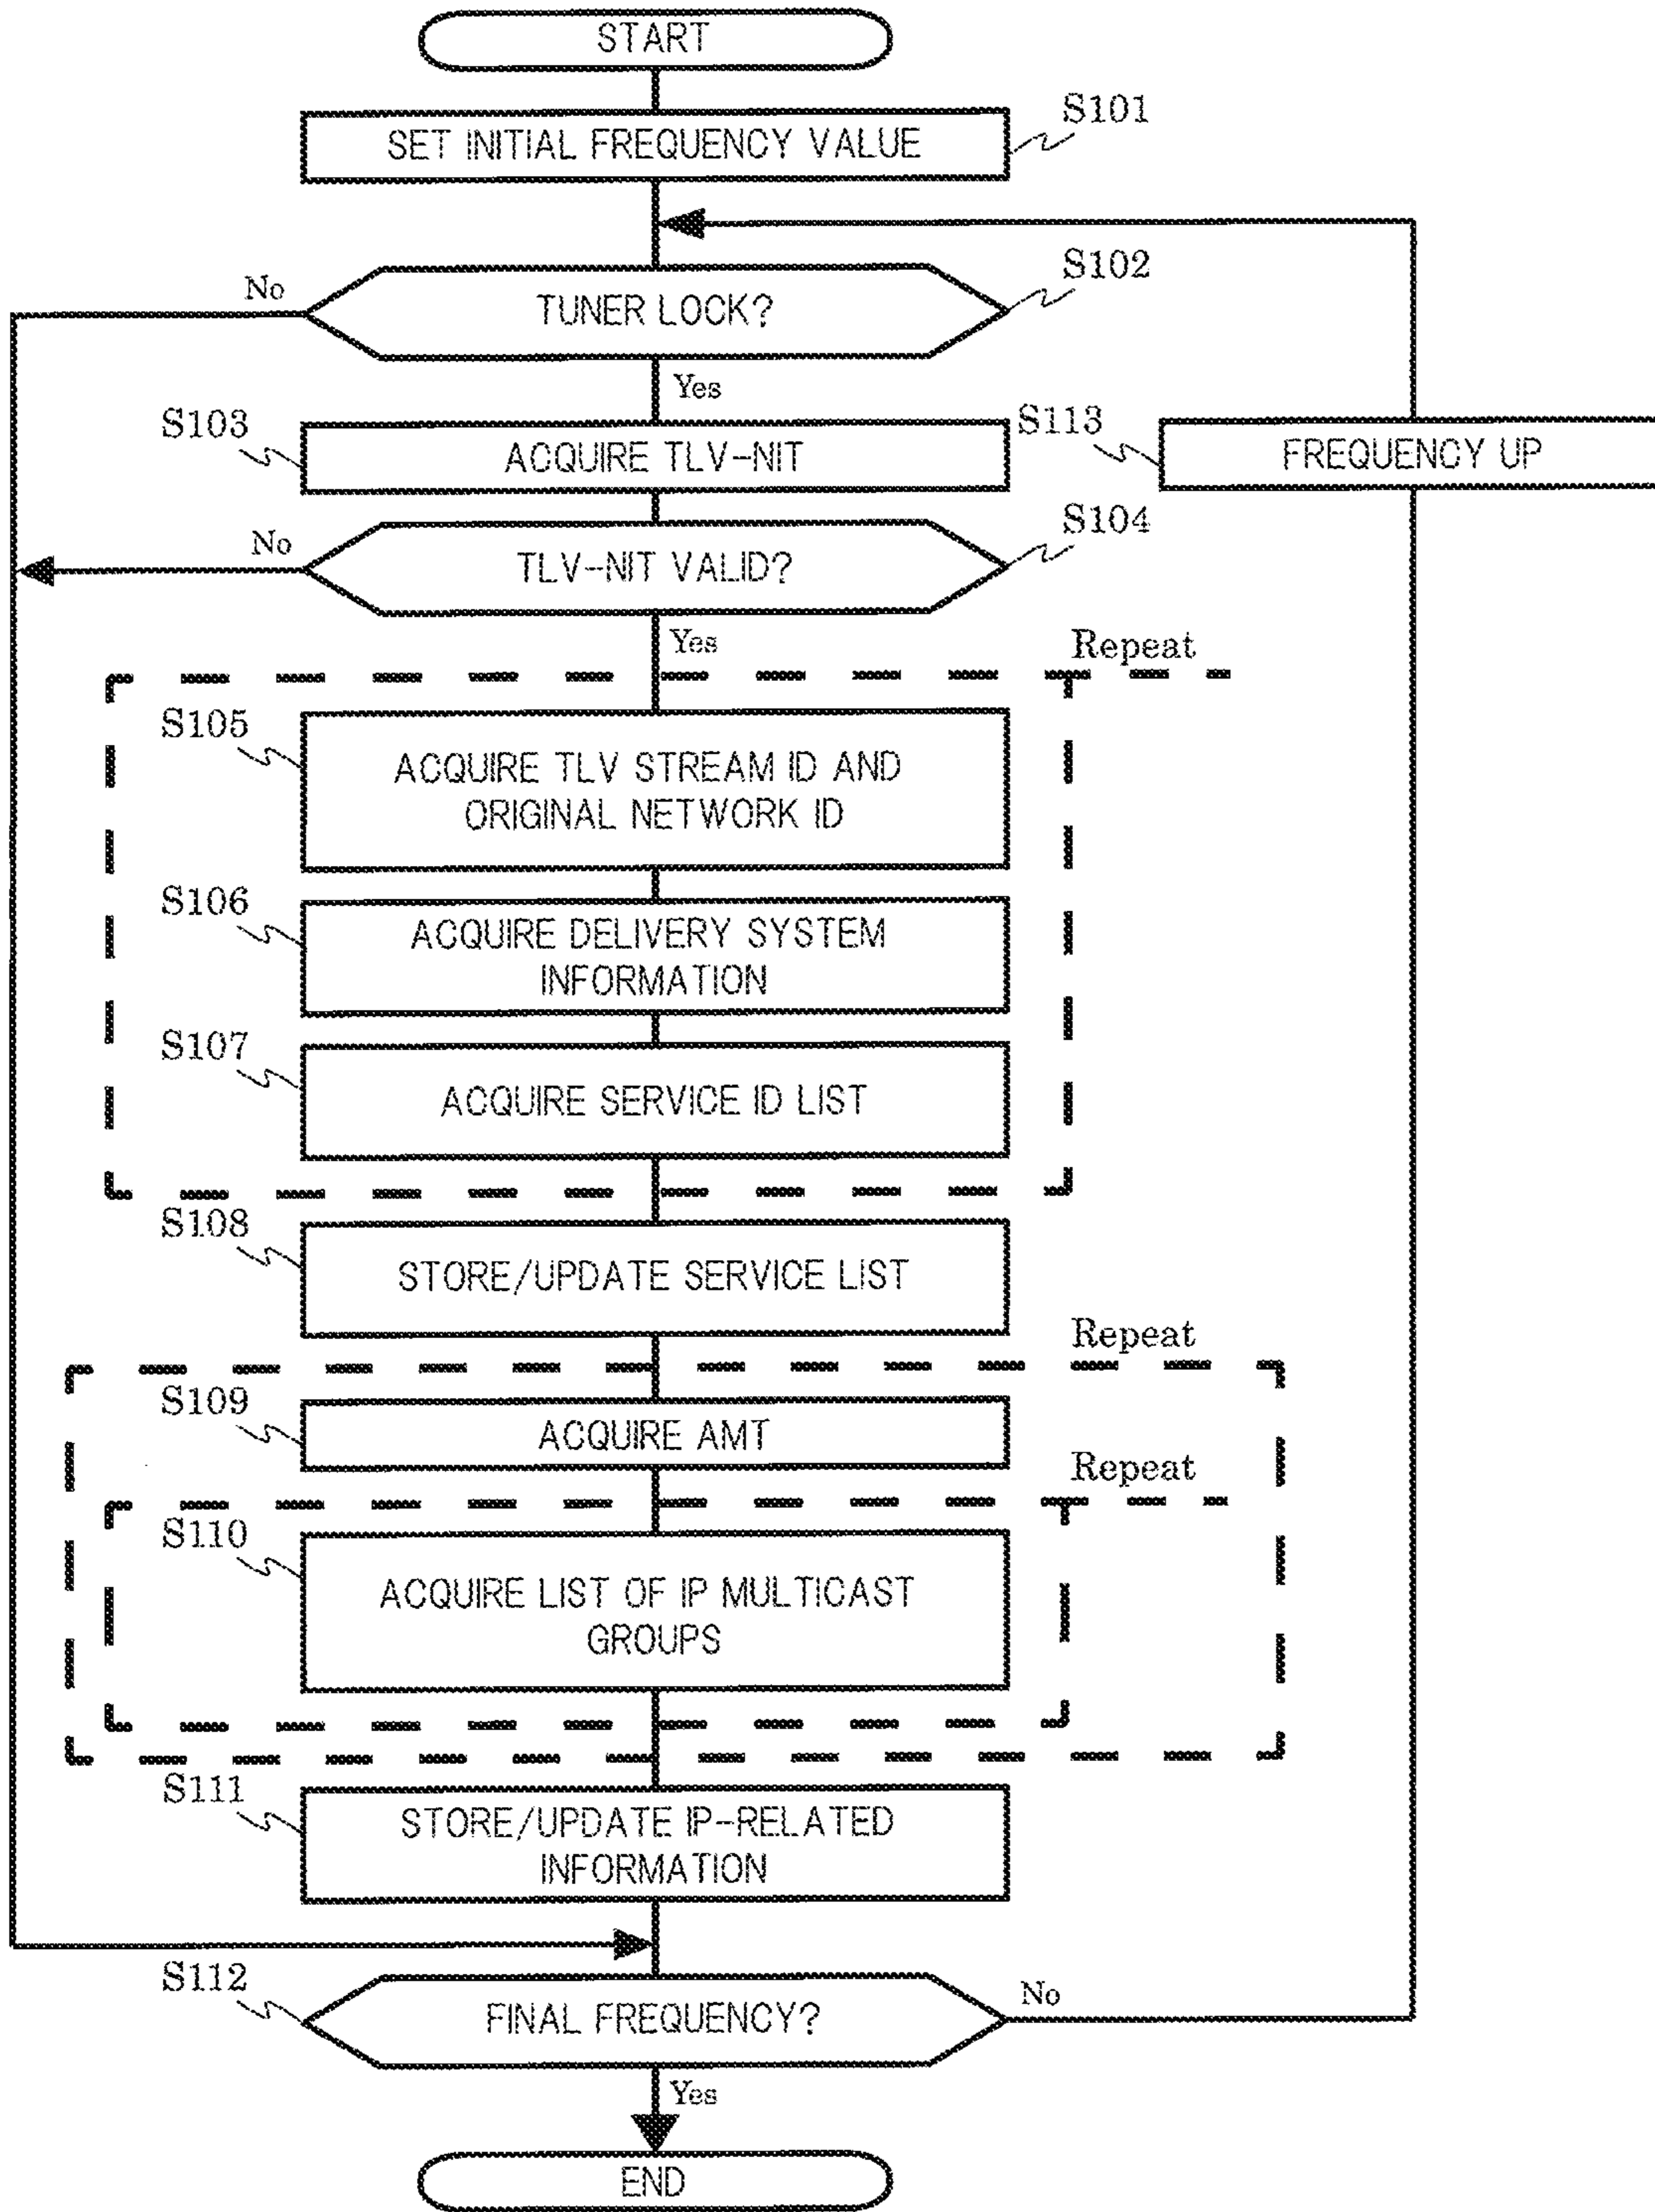 START
SET INITIAL FREQUENCY VALUE
S101
TUNER LOCK?
S102
No
Yes
S103
ACQUIRE TLV-NIT
S113
FREQUENCY UP
TLV-NIT VALID?
S104
No
Yes
Repeat
S105
ACQUIRE TLV STREAM ID AND
ORIGINAL NETWORK ID
S106
ACQUIRE DELIVERY SYSTEM
INFORMATION
S107
ACQUIRE SERVICE ID LIST
S108
STORE/UPDATE SERVICE LIST
Repeat
S109
ACQUIRE AMT
Repeat
S110
ACQUIRE LIST OF IP MULTICAST
GROUPS
S111
STORE/UPDATE IP-RELATED
INFORMATION
S112
FINAL FREQUENCY?
No
Yes
END